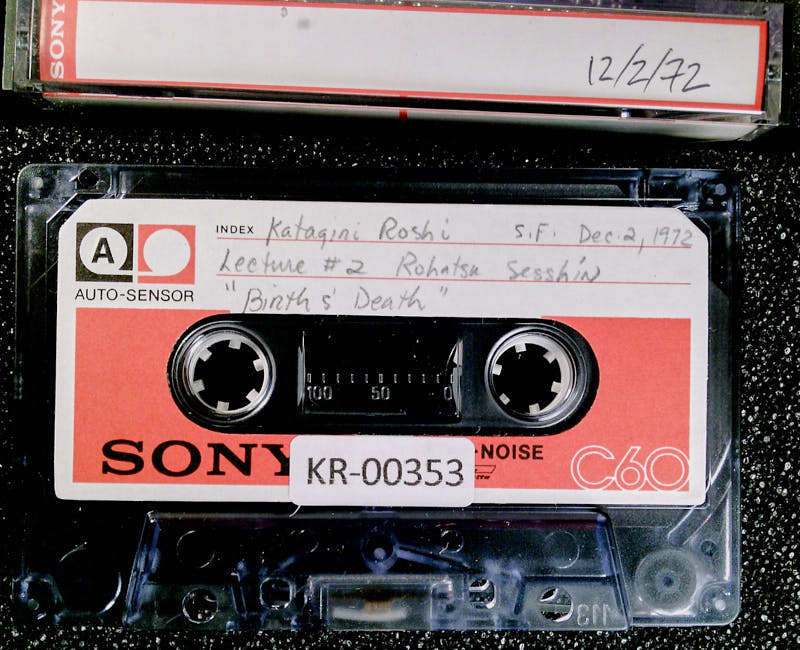 SONY
12/2/72
A
INDEX Katagiri Roshi S.F. Dec. 2, 1972
Lecture #2 Rohatsu Sesshin
AUTO-SENSOR
"Birth & Death"
100 50 0
SONY
-NOISE
KR-00353
C60
113